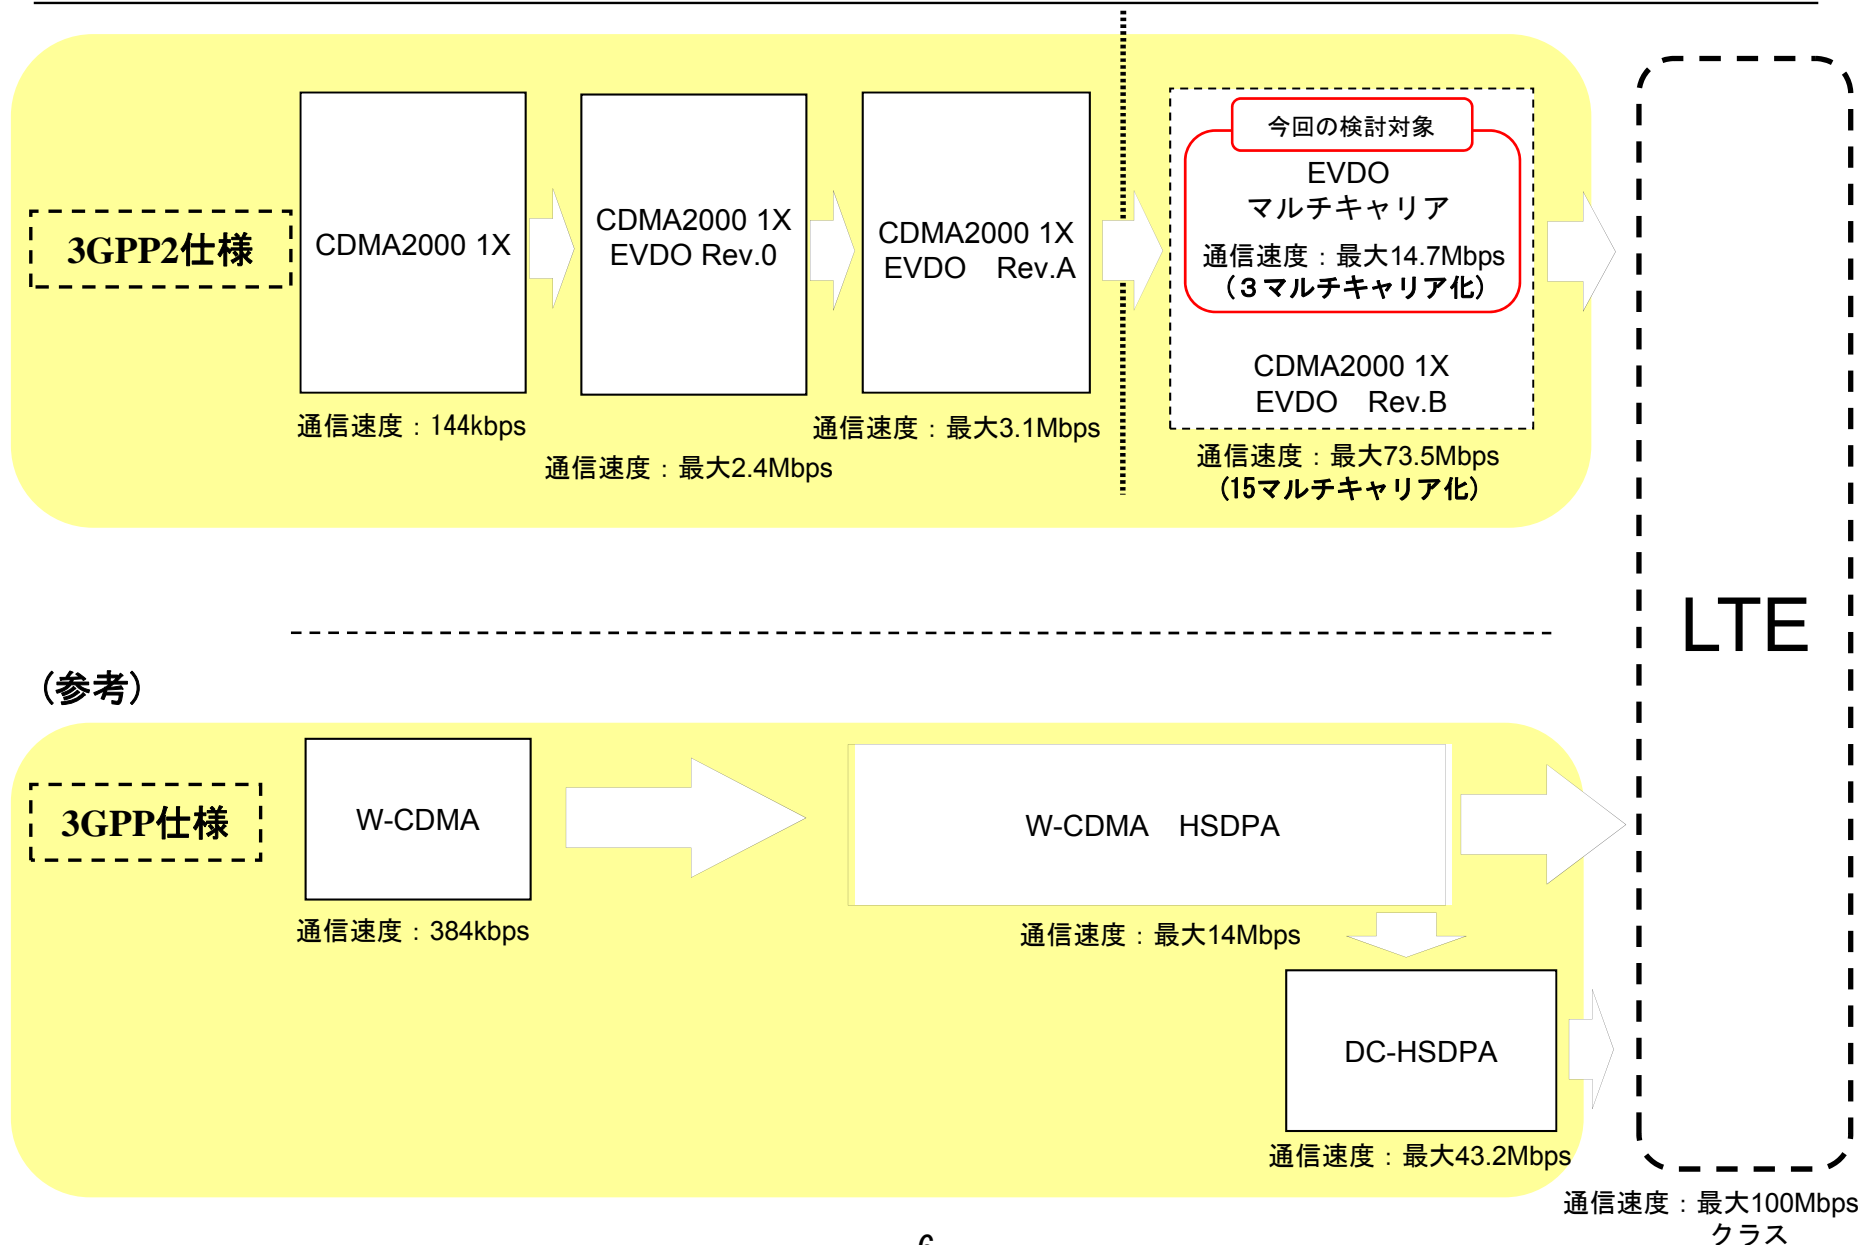 3GPP2仕様
CDMA2000 1X
通信速度：144kbps
CDMA2000 1X
EVDO Rev.0
通信速度：最大2.4Mbps
CDMA2000 1X
EVDO　Rev.A
通信速度：最大3.1Mbps
今回の検討対象
EVDO
マルチキャリア
通信速度：最大14.7Mbps
（３マルチキャリア化）
CDMA2000 1X
EVDO　Rev.B
通信速度：最大73.5Mbps
（15マルチキャリア化）
LTE
（参考）
3GPP仕様
W-CDMA
通信速度：384kbps
W-CDMA　HSDPA
通信速度：最大14Mbps
DC-HSDPA
通信速度：最大43.2Mbps
通信速度：最大100Mbps
クラス